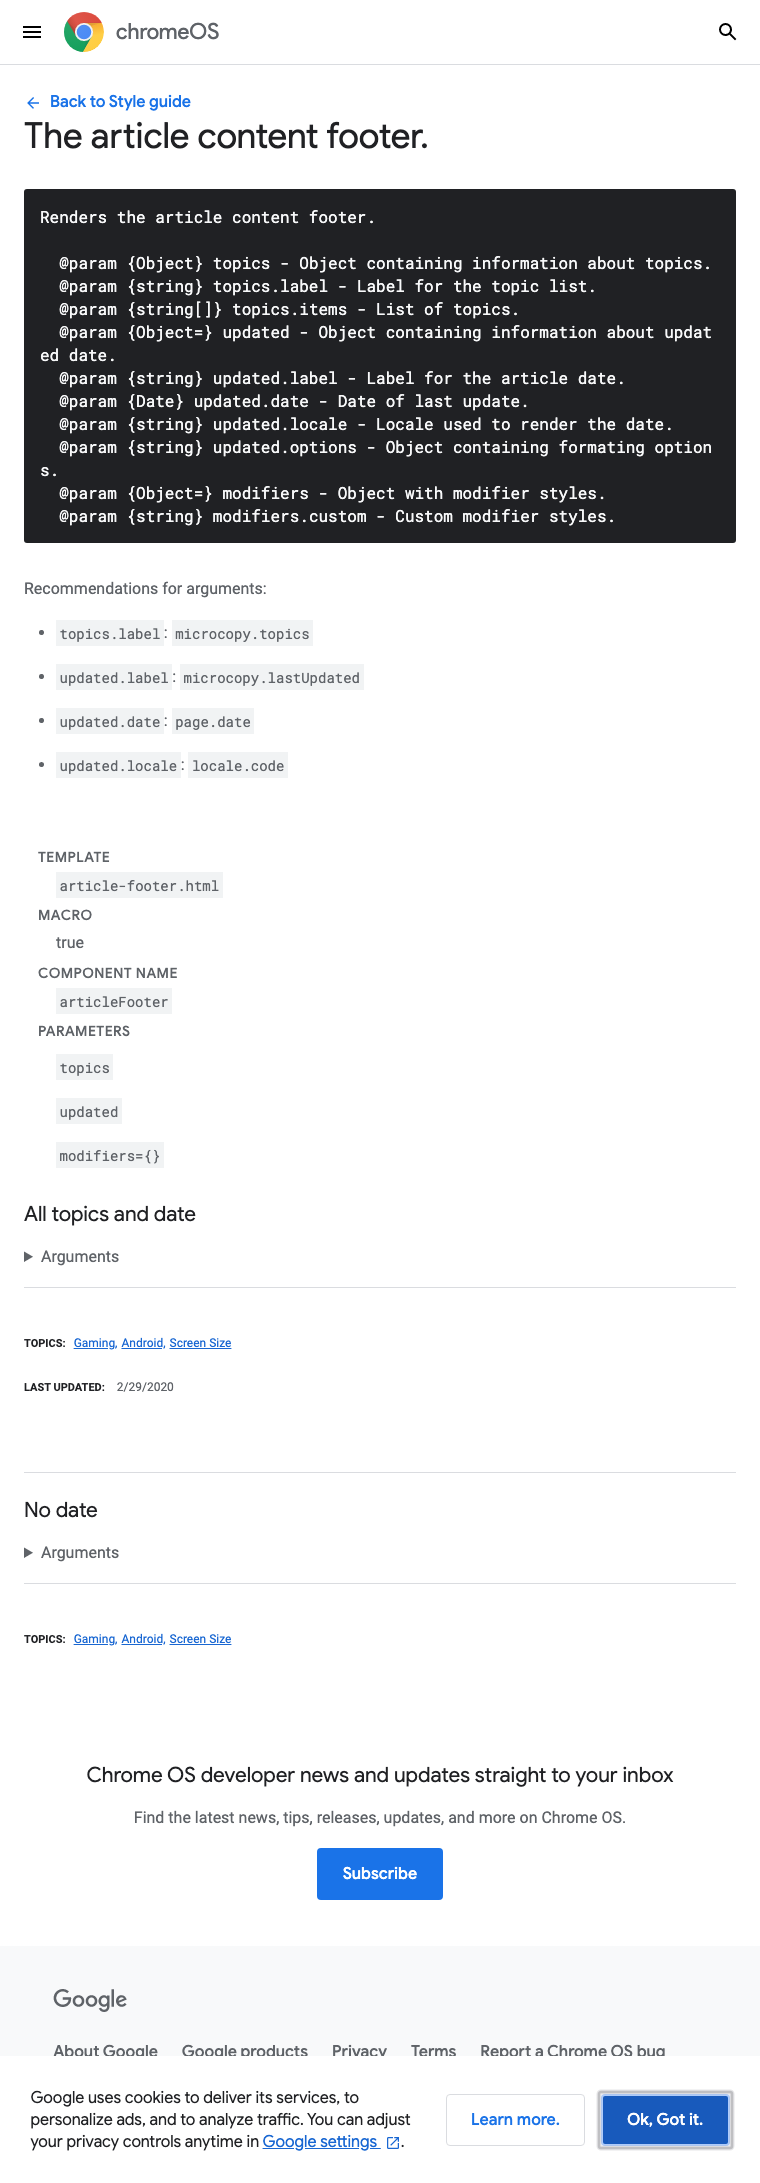 chromeOS
Back to Style guide
The article content footer.
Renders the article content footer.
@param {Object} topics - Object containing information about topics.
@param {string} topics.label - Label for the topic list.
@param {string[]} topics.items - List of topics.
@param {Object=} updated - Object containing information about updat
ed date.
@param {string} updated.label - Label for the article date.
@param {Date} updated.date - Date of last update.
@param {string} updated.locale - Locale used to render the date.
@param {string} updated.options - Object containing formating option
s.
@param {Object=} modifiers - Object with modifier styles.
@param {string} modifiers.custom - Custom modifier styles.
Recommendations for arguments:
• topics.label: microcopy.topics
• updated.label: microcopy.lastUpdated
• updated.date: page.date
• updated.locale: locale.code
TEMPLATE
article-footer.html
MACRO
true
COMPONENT NAME
articleFooter
PARAMETERS
topics
updated
modifiers={}
All topics and date
Arguments
TOPICS: Gaming, Android, Screen Size
LAST UPDATED: 2/29/2020
No date
Arguments
TOPICS: Gaming, Android, Screen Size
Chrome OS developer news and updates straight to your inbox
Find the latest news, tips, releases, updates, and more on Chrome OS.
Subscribe
Google
About Google Google products Privacy Terms Report a Chrome OS bug
Google uses cookies to deliver its services, to
personalize ads, and to analyze traffic. You can adjust
your privacy controls anytime in Google settings .
Learn more.
Ok, Got it.